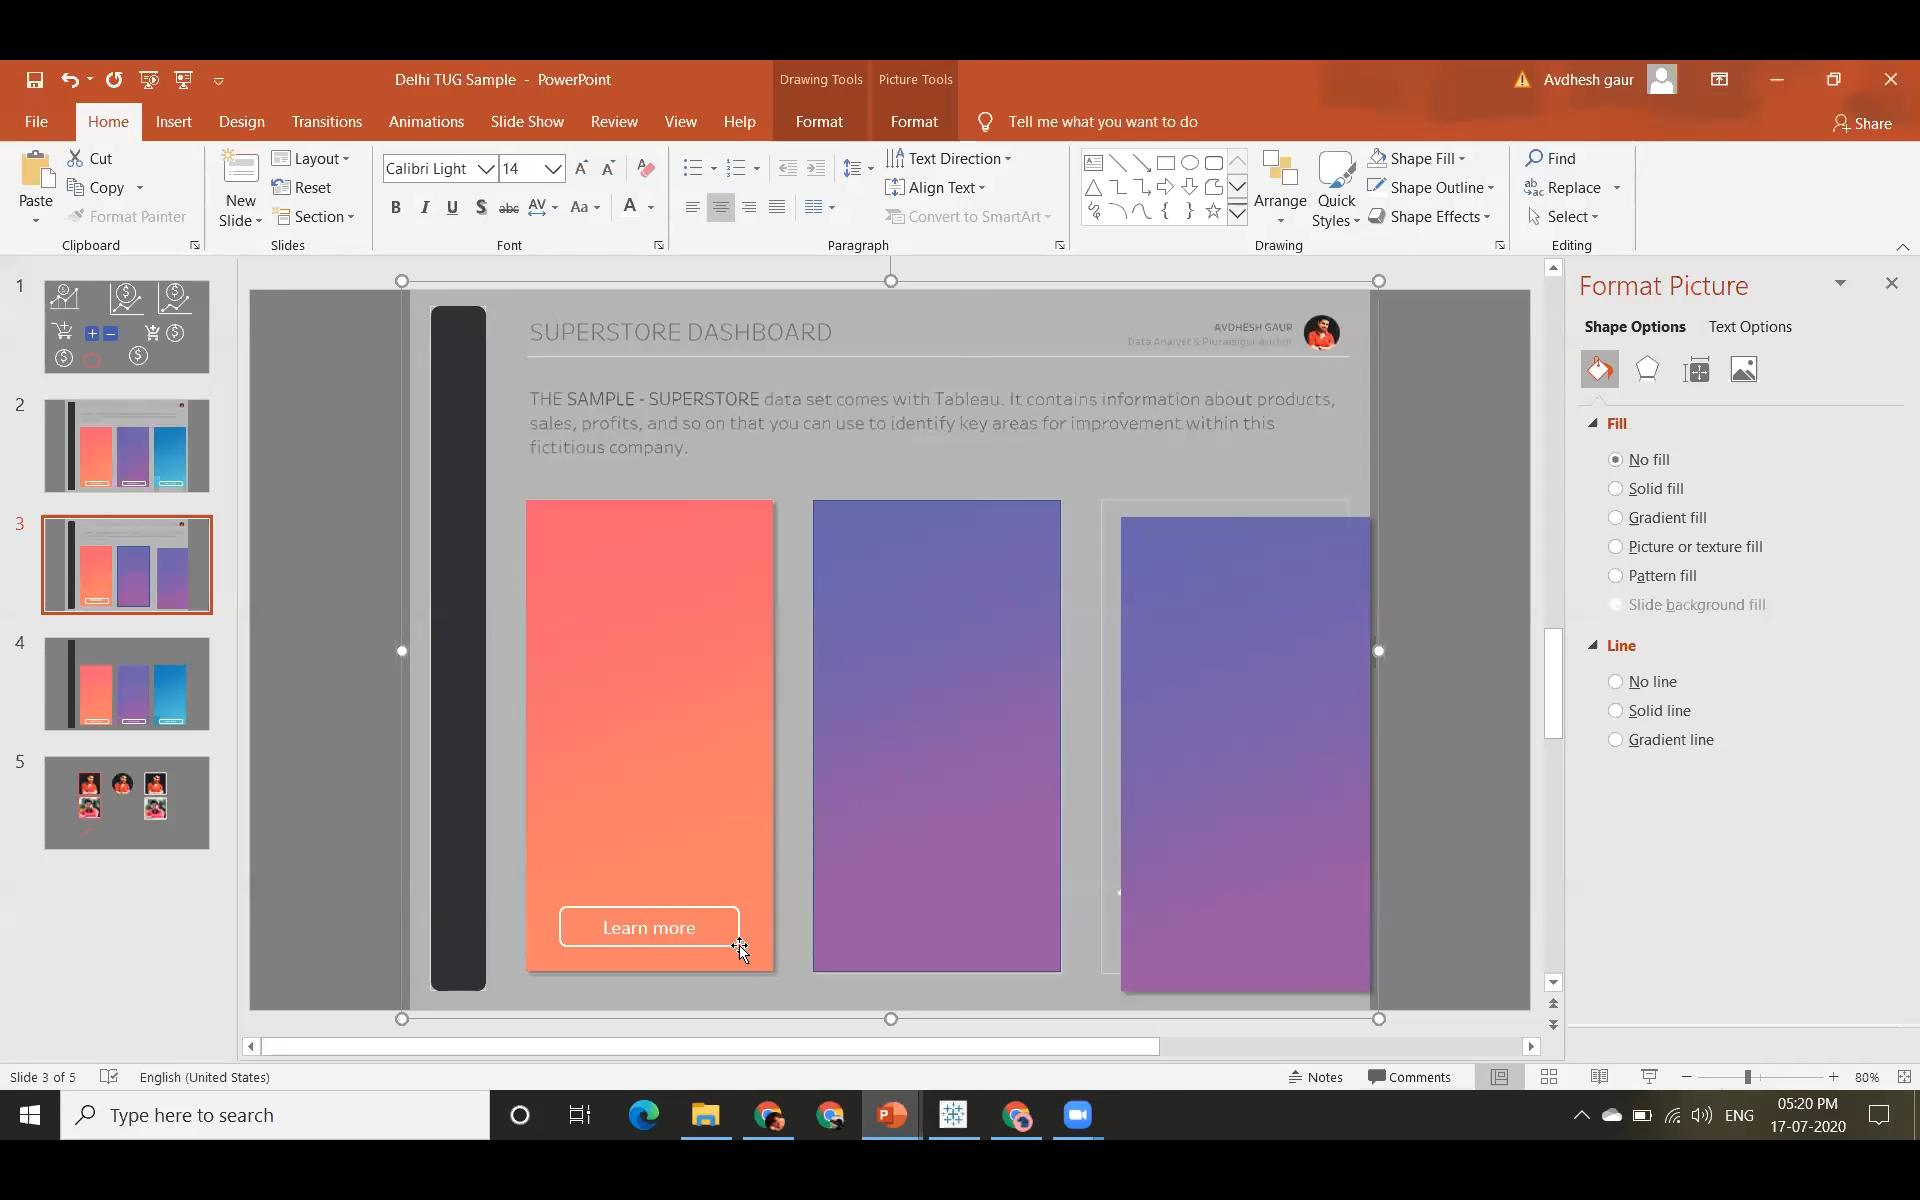 Delhi TUG Sample - PowerPoint
Drawing Tools
Picture Tools
Avdhesh gaur
File
Home
Insert
Design
Transitions
Animations
Slide Show
Review
View
Help
Format
Format
Tell me what you want to do
Share
Paste
Cut
Copy
Format Painter
Clipboard
New
Slide
Layout
Reset
Section
Slides
Calibri Light
14
B I U S abc AV Aa A
Font
Text Direction
Align Text
Convert to SmartArt
Paragraph
Arrange
Quick
Styles
Shape Fill
Shape Outline
Shape Effects
Drawing
Find
Replace
Select
Editing
1
2
3
4
5
SUPERSTORE DASHBOARD
AVDHESH GAUR
Data Analyst & Pluralsight Author
THE SAMPLE - SUPERSTORE data set comes with Tableau. It contains information about products,
sales, profits, and so on that you can use to identify key areas for improvement within this
fictitious company.
Learn more
Format Picture
Shape Options
Text Options
Fill
No fill
Solid fill
Gradient fill
Picture or texture fill
Pattern fill
Slide background fill
Line
No line
Solid line
Gradient line
Slide 3 of 5
English (United States)
Notes
Comments
80%
Type here to search
ENG
05:20 PM
17-07-2020